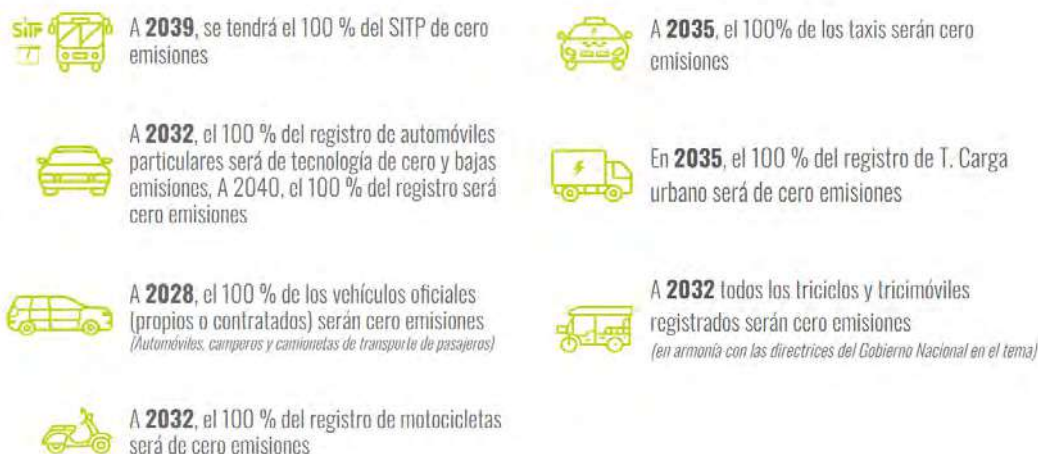 SITP
A 2039, se tendrá el 100 % del SITP de cero
emisiones
A 2032, el 100 % del registro de automóviles
particulares será de tecnología de cero y bajas
emisiones, A 2040, el 100 % del registro será
cero emisiones
A 2028, el 100 % de los vehículos oficiales
(propios o contratados) serán cero emisiones
(Automóviles, camperos y camionetas de transporte de pasajeros)
A 2032, el 100 % del registro de motocicletas
será de cero emisiones
A 2035, el 100% de los taxis serán cero
emisiones
En 2035, el 100 % del registro de T. Carga
urbano será de cero emisiones
A 2032 todos los triciclos y tricimóviles
registrados serán cero emisiones
(en armonía con las directrices del Gobierno Nacional en el tema)